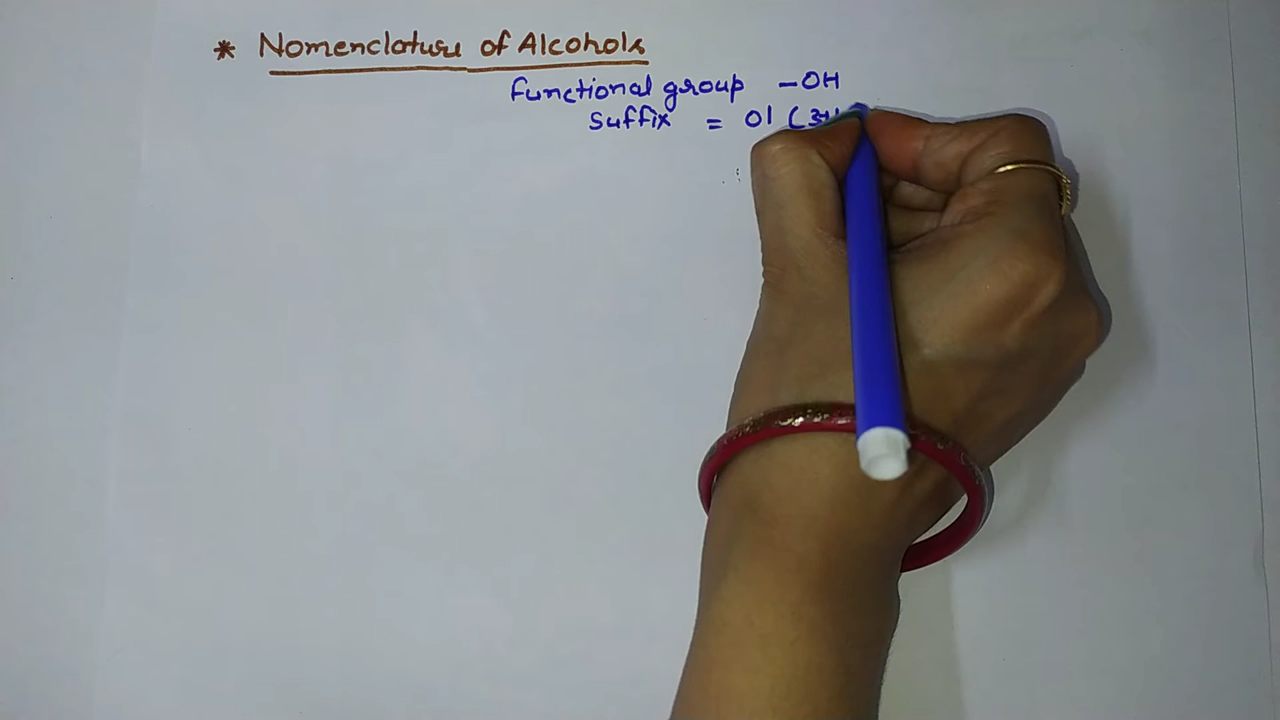 * Nomenclature of Alcohols
Functional group -OH
Suffix = ol (